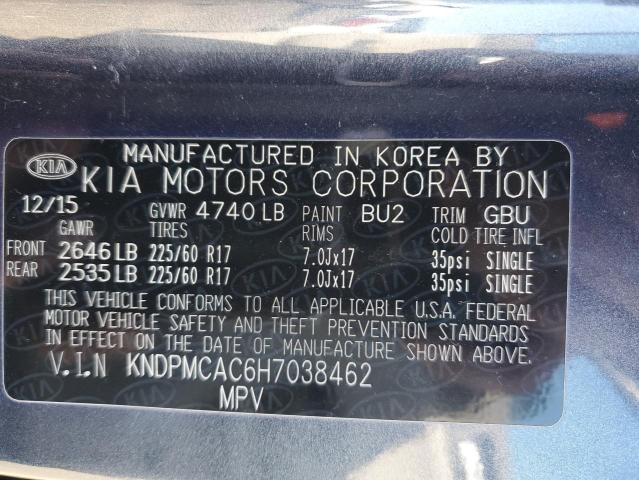 MANUFACTURED IN KOREA BY
KIA KIA MOTORS CORPORATION
12/15 GVWR 4740 LB PAINT BU2 TRIM GBU
GAWR TIRES RIMS COLD TIRE INFL
FRONT 2646 LB 225/60 R17 7.0Jx17 35psi SINGLE
REAR 2535 LB 225/60 R17 7.0Jx17 35psi SINGLE
THIS VEHICLE CONFORMS TO ALL APPLICABLE U.S.A. FEDERAL
MOTOR VEHICLE SAFETY AND THEFT PREVENTION STANDARDS
IN EFFECT ON THE DATE OF MANUFACTURE SHOWN ABOVE.
V.I.N KNDPMCAC6H7038462
MPV